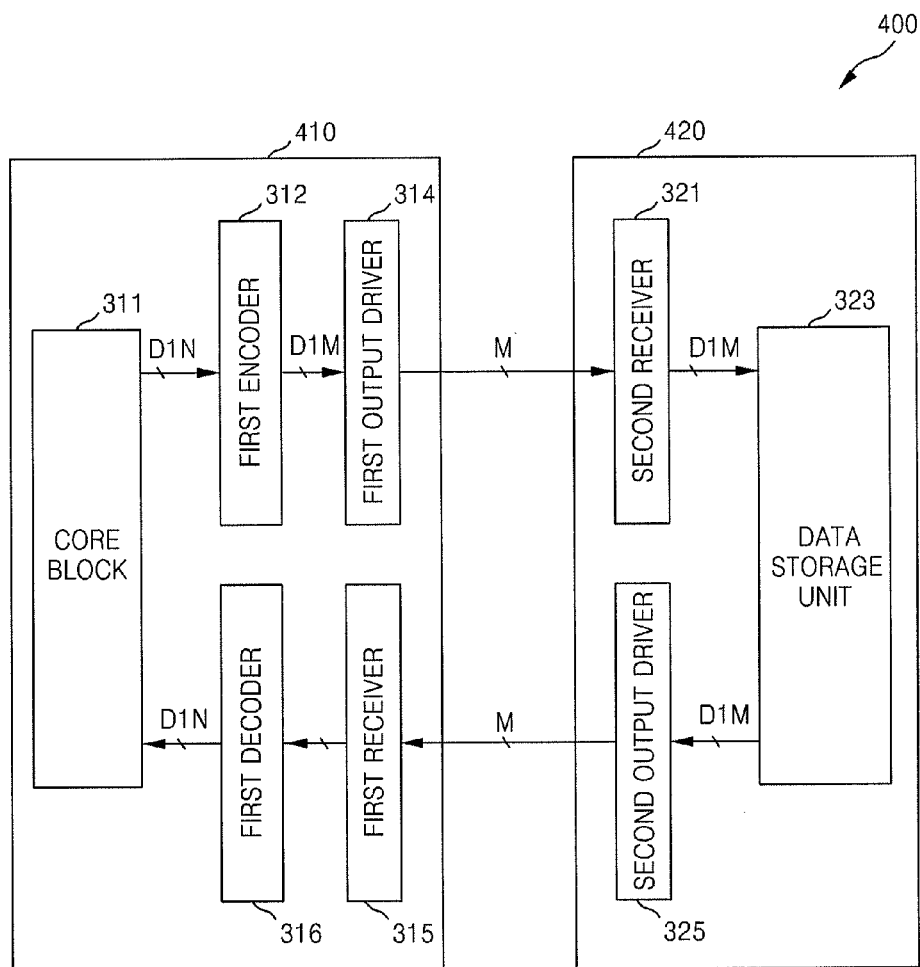 400
410
420
312
314
321
311
323
D1N
FIRST ENCODER
D1M
FIRST OUTPUT DRIVER
M
SECOND RECEIVER
D1M
CORE
BLOCK
DATA
STORAGE
UNIT
D1N
FIRST DECODER
FIRST RECEIVER
M
SECOND OUTPUT DRIVER
D1M
316
315
325